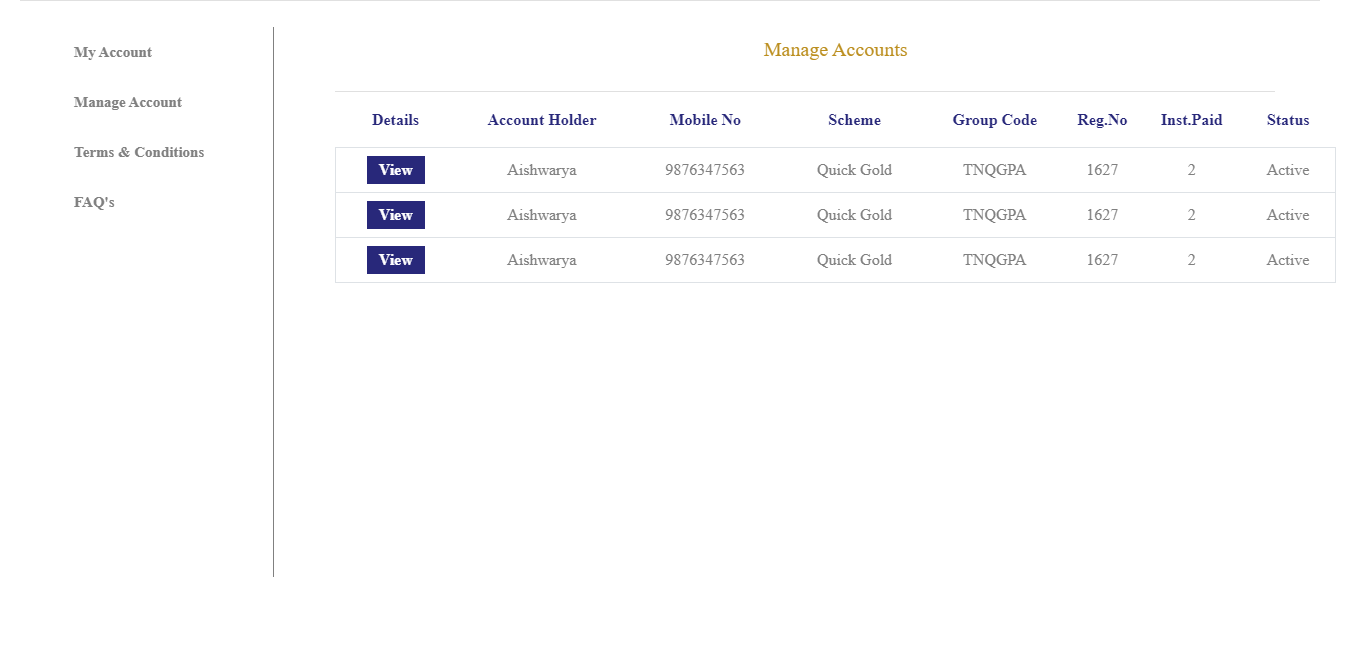 My Account
Manage Account
Terms & Conditions
FAQ's
Manage Accounts
Details Account Holder Mobile No Scheme Group Code Reg.No Inst.Paid Status
View Aishwarya 9876347563 Quick Gold TNQGPA 1627 2 Active
View Aishwarya 9876347563 Quick Gold TNQGPA 1627 2 Active
View Aishwarya 9876347563 Quick Gold TNQGPA 1627 2 Active